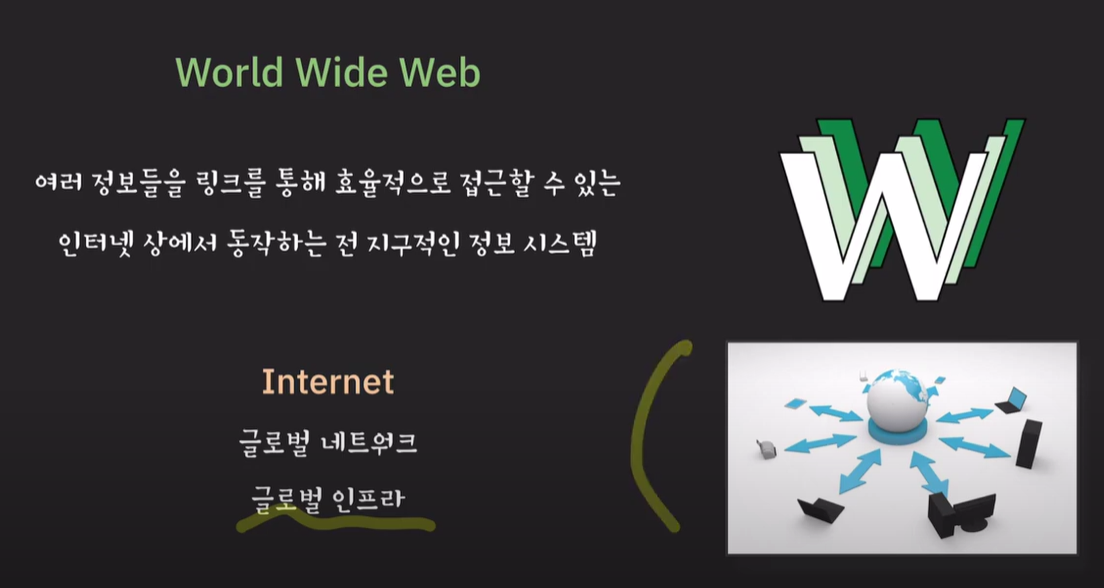 World Wide Web
여러 정보들을 링크를 통해 효율적으로 접근할 수 있는
인터넷 상에서 동작하는 전 지구적인 정보 시스템
Internet
글로벌 네트워크
글로벌 인프라